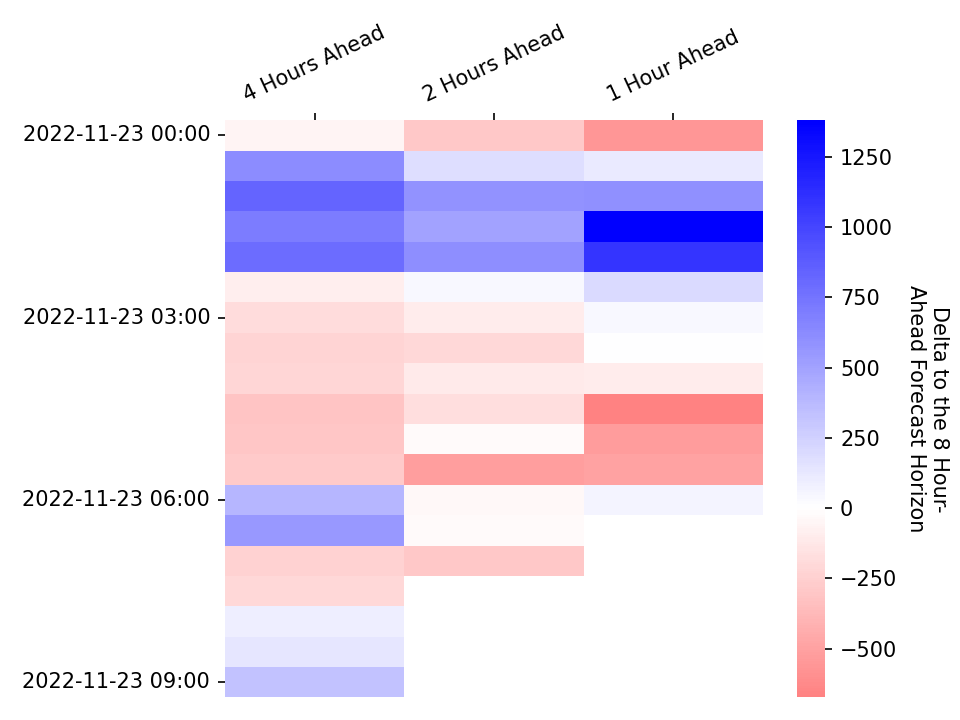 4 Hours Ahead
2 Hours Ahead
1 Hour Ahead
2022-11-23 00:00
2022-11-23 03:00
2022-11-23 06:00
2022-11-23 09:00
1250
1000
750
500
250
0
−250
−500
Delta to the 8 Hour-
Ahead Forecast Horizon